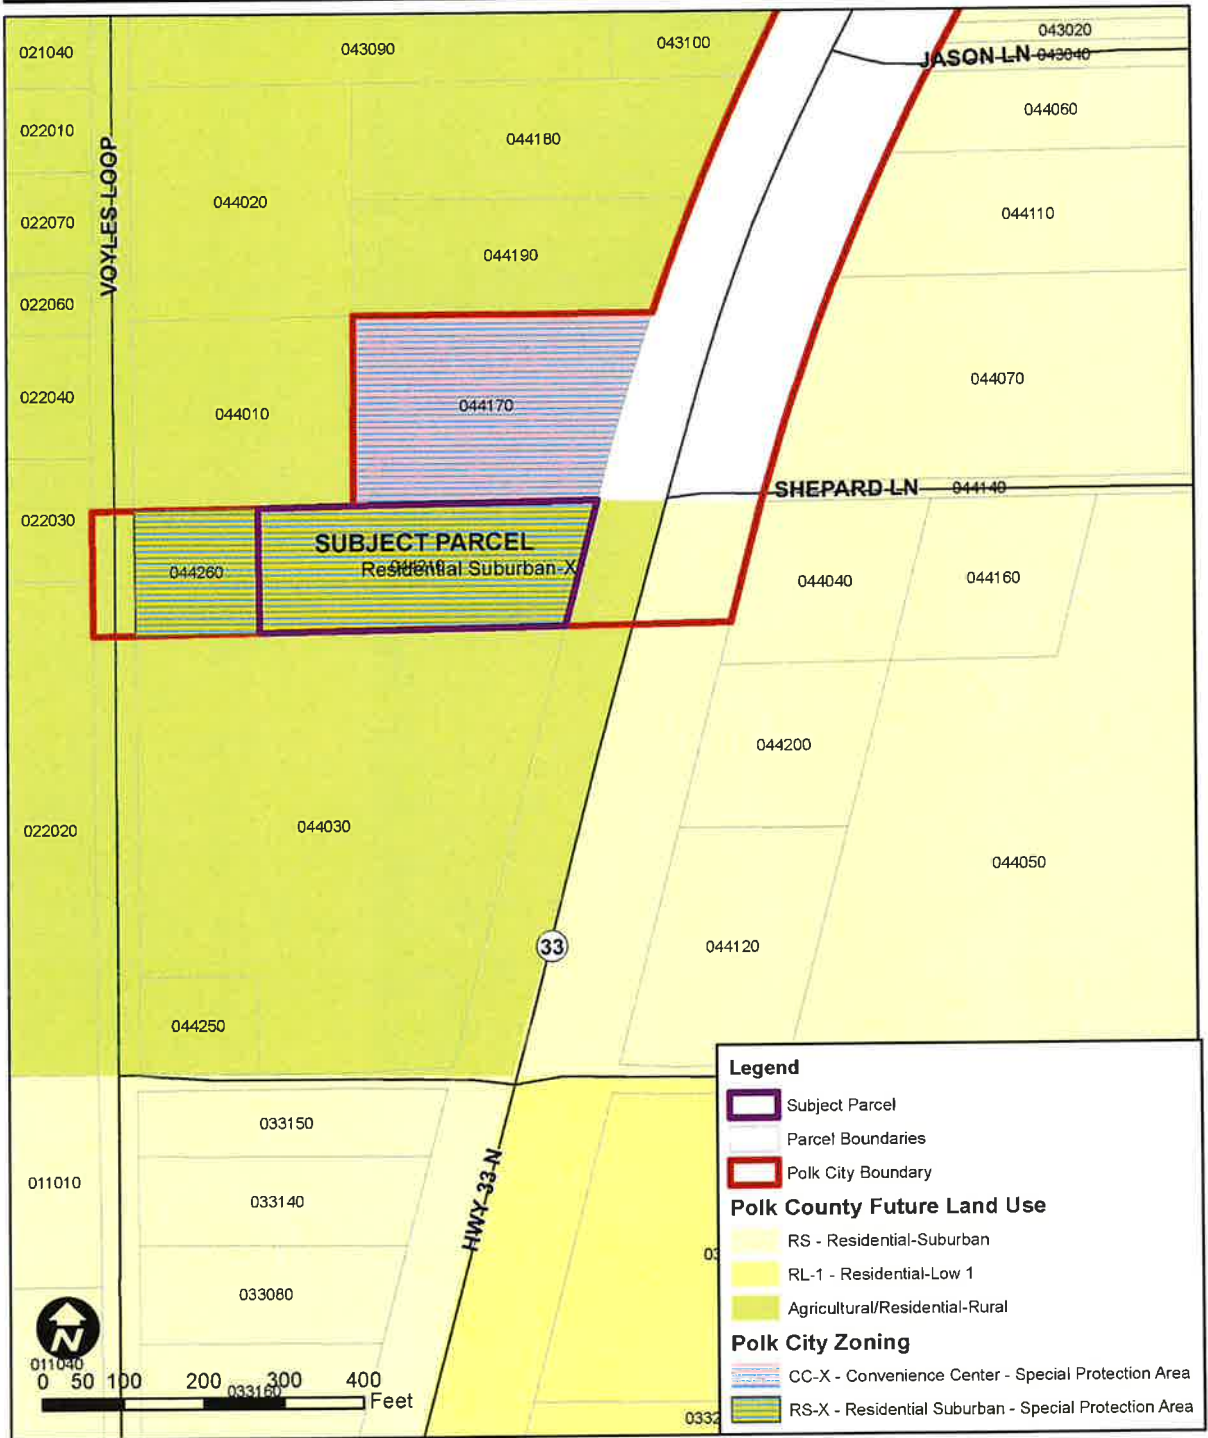 021040
043090
043100
043020
JASON LN 043040
022010
044180
044060
VOYLES LOOP
022070
044020
044110
044190
022060
022040
044010
044170
044070
SHEPARD LN 044140
022030
SUBJECT PARCEL
044260
Residential Suburban-X
044040
044160
044200
022020
044030
044050
33
044120
044250
033150
011010
033140
HWY 33 N
033080
N
011040
0 50 100 200 300 400
Feet
033160
Legend
Subject Parcel
Parcel Boundaries
Polk City Boundary
Polk County Future Land Use
RS - Residential-Suburban
RL-1 - Residential-Low 1
Agricultural/Residential-Rural
Polk City Zoning
CC-X - Convenience Center - Special Protection Area
RS-X - Residential Suburban - Special Protection Area